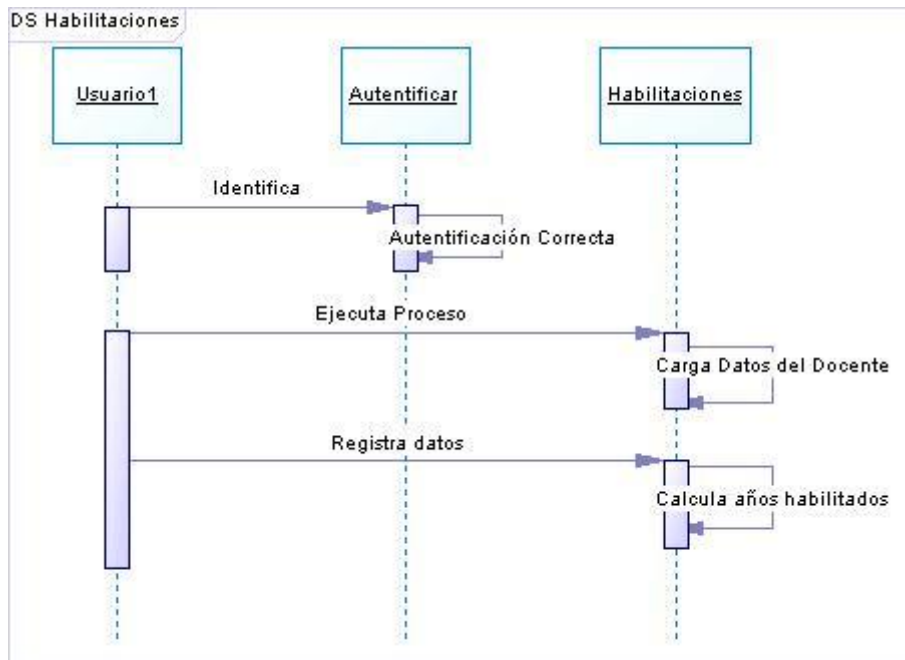 DS Habilitaciones
Usuario1
Autentificar
Habilitaciones
Identifica
Autentificación Correcta
Ejecuta Proceso
Carga Datos del Docente
Registra datos
Calcula años habilitados